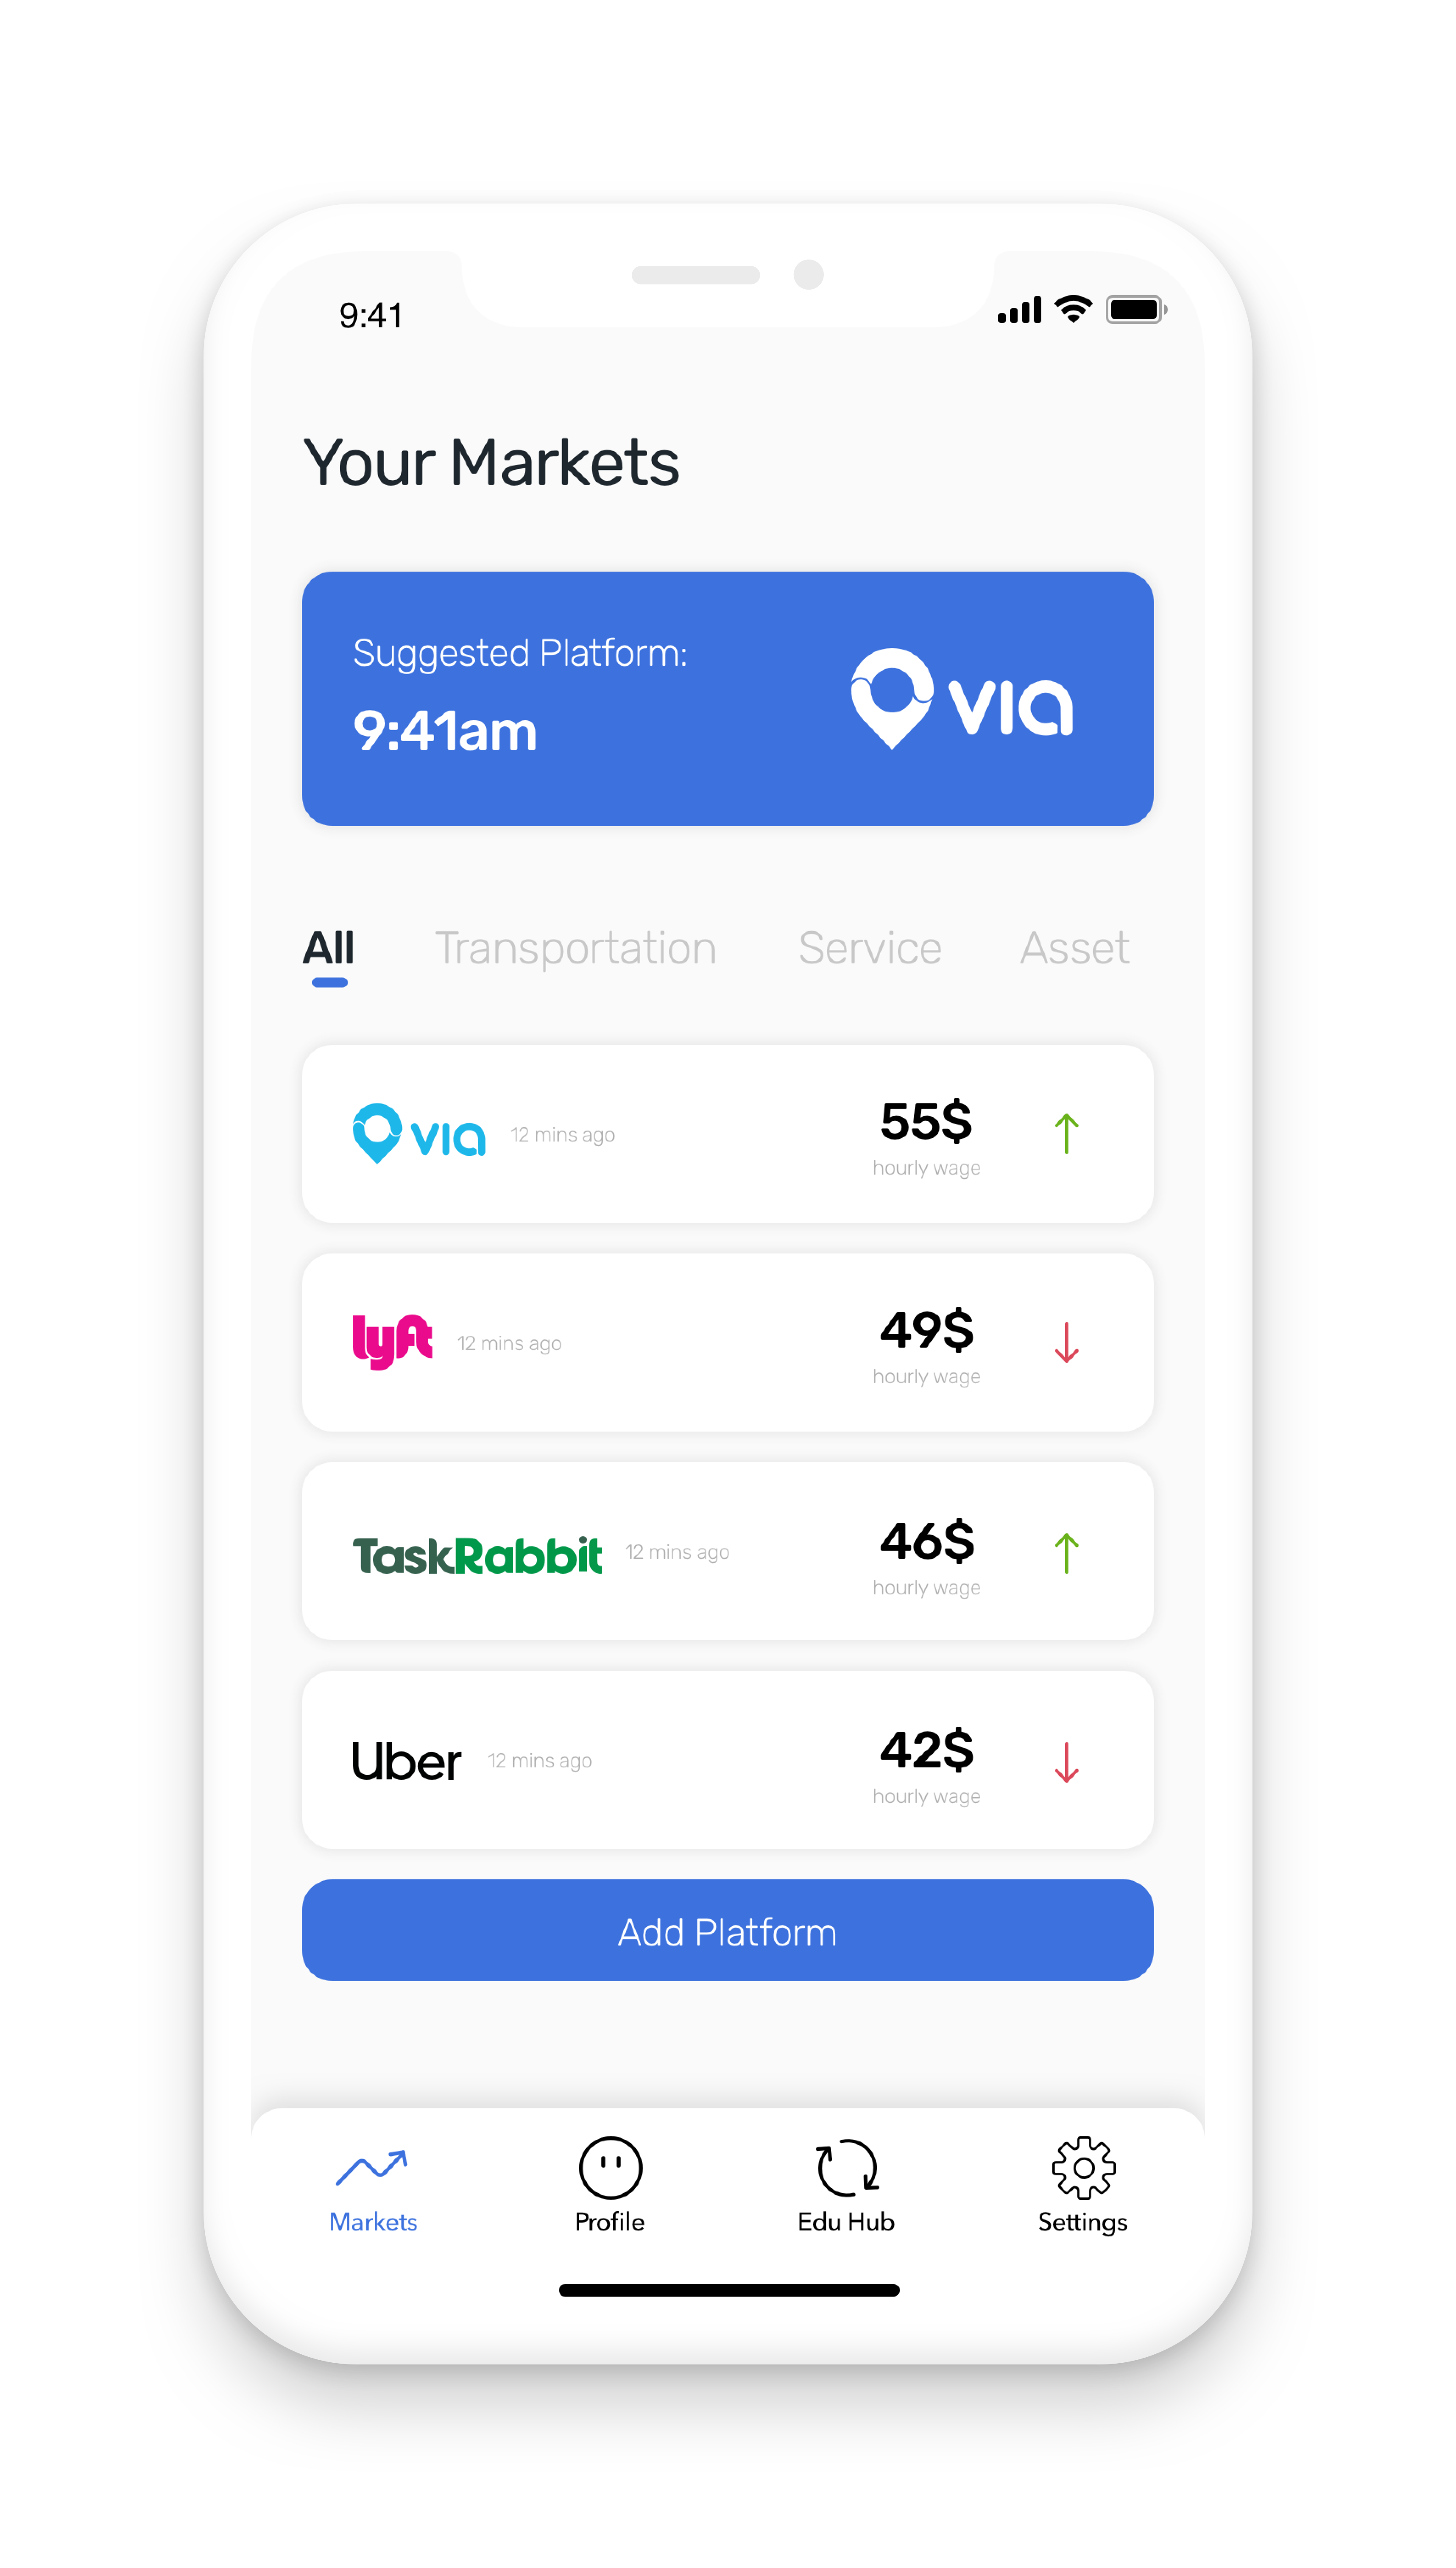 9:41
Your Markets
Suggested Platform:
9:41am
via
All Transportation Service Asset
via 12 mins ago
55$
hourly wage
lyft 12 mins ago
49$
hourly wage
TaskRabbit 12 mins ago
46$
hourly wage
Uber 12 mins ago
42$
hourly wage
Add Platform
Markets Profile Edu Hub Settings